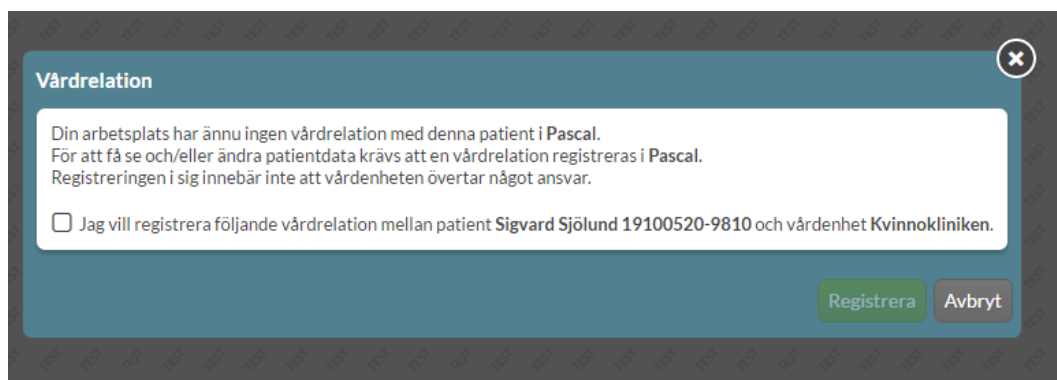 Vårdrelation
Din arbetsplats har ännu ingen vårdrelation med denna patient i Pascal.
För att få se och/eller ändra patientdata krävs att en vårdrelation registreras i Pascal.
Registreringen i sig innebär inte att vårdenheten övertar något ansvar.
Jag vill registrera följande vårdrelation mellan patient Sigvard Sjölund 19100520-9810 och vårdenhet Kvinnokliniken.
Registrera Avbryt
TEST